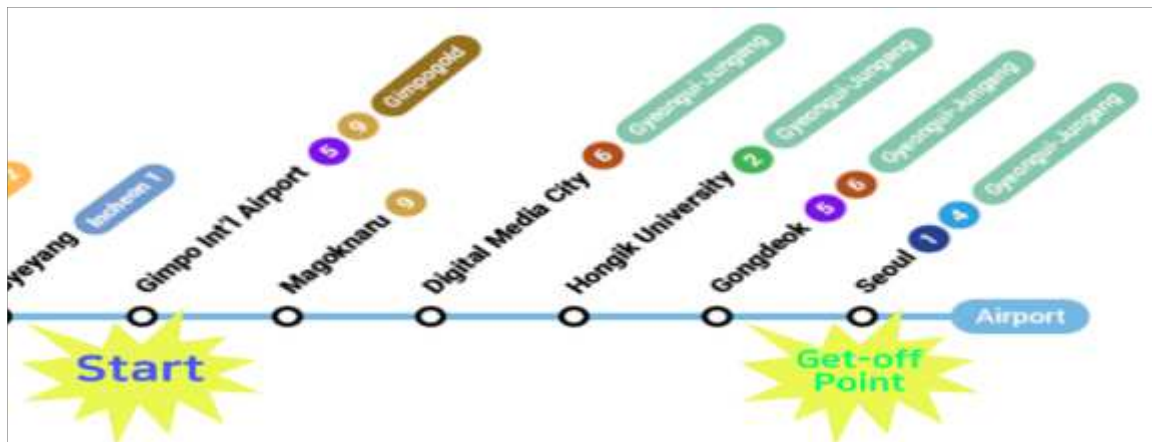 Incheon 1
Gimpo Int'l Airport 5 9 Gimpogold
Magoknaru 9
Digital Media City 6 Gyeongui-Jungang
Hongik University 2 Gyeongui-Jungang
Gongdeok 5 6 Gyeongui-Jungang
Seoul 1 4 Gyeongui-Jungang
Airport
Start
Get-off
Point